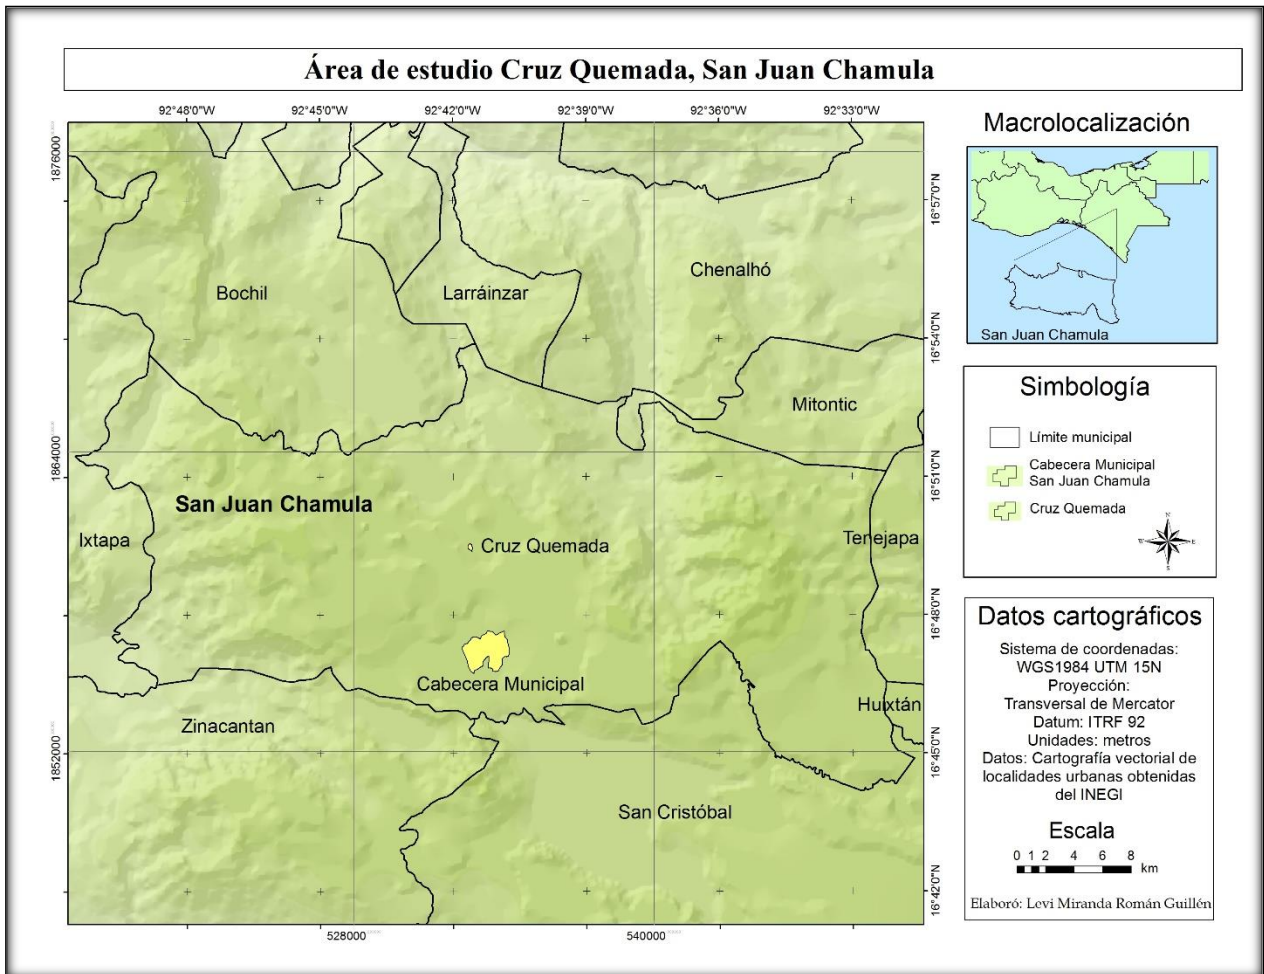 Área de estudio Cruz Quemada, San Juan Chamula
92°48'0"W 92°45'0"W 92°42'0"W 92°39'0"W 92°36'0"W 92°33'0"W
1876000
1864000
1852000
16°57'0"N
16°54'0"N
16°51'0"N
16°48'0"N
16°45'0"N
16°42'0"N
528000 540000
Bochil
Larráinzar
Chenalhó
Mitontic
San Juan Chamula
Ixtapa
Cruz Quemada
Tenejapa
Cabecera Municipal
Zinacantan
Huixtán
San Cristóbal
Macrolocalización
San Juan Chamula
Simbología
Límite municipal
Cabecera Municipal
San Juan Chamula
Cruz Quemada
N
W E
S
Datos cartográficos
Sistema de coordenadas:
WGS1984 UTM 15N
Proyección:
Transversal de Mercator
Datum: ITRF 92
Unidades: metros
Datos: Cartografía vectorial de
localidades urbanas obtenidas
del INEGI
Escala
0 1 2 4 6 8
km
Elaboró: Levi Miranda Román Guillén